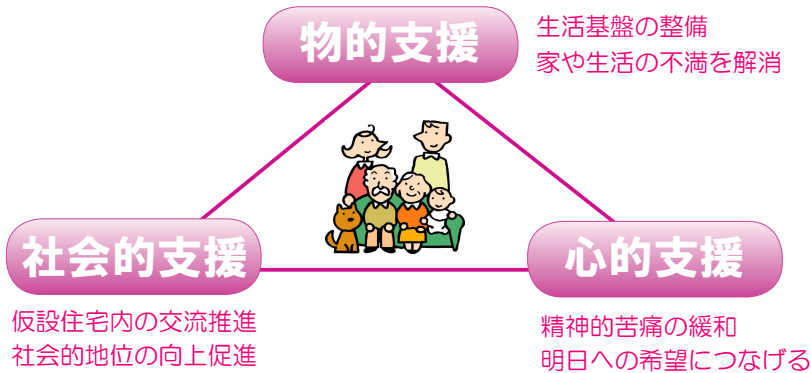 物的支援
生活基盤の整備
家や生活の不満を解消
社会的支援
仮設住宅内の交流推進
社会的地位の向上促進
心的支援
精神的苦痛の緩和
明日への希望につなげる